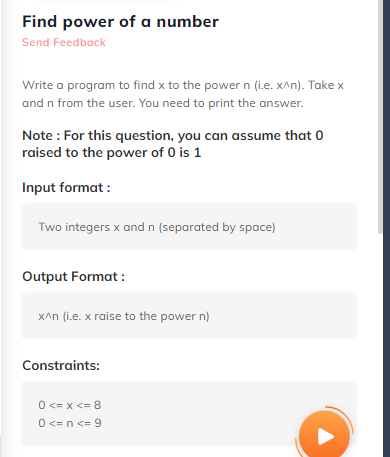 Find power of a number
Send Feedback
Write a program to find x to the power n (i.e. x^n). Take x
and n from the user. You need to print the answer.
Note : For this question, you can assume that 0
raised to the power of 0 is 1
Input format :
Two integers x and n (separated by space)
Output Format :
x^n (i.e. x raise to the power n)
Constraints:
0 <= x <= 8
0 <= n <= 9